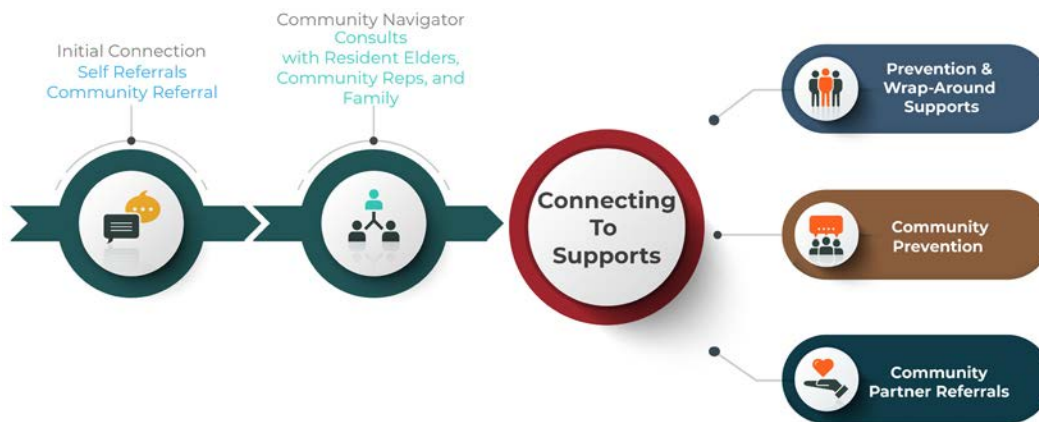 Initial Connection
Self Referrals
Community Referral
Community Navigator
Consults
with Resident Elders,
Community Reps, and
Family
Connecting
To
Supports
Prevention &
Wrap-Around
Supports
Community
Prevention
Community
Partner Referrals